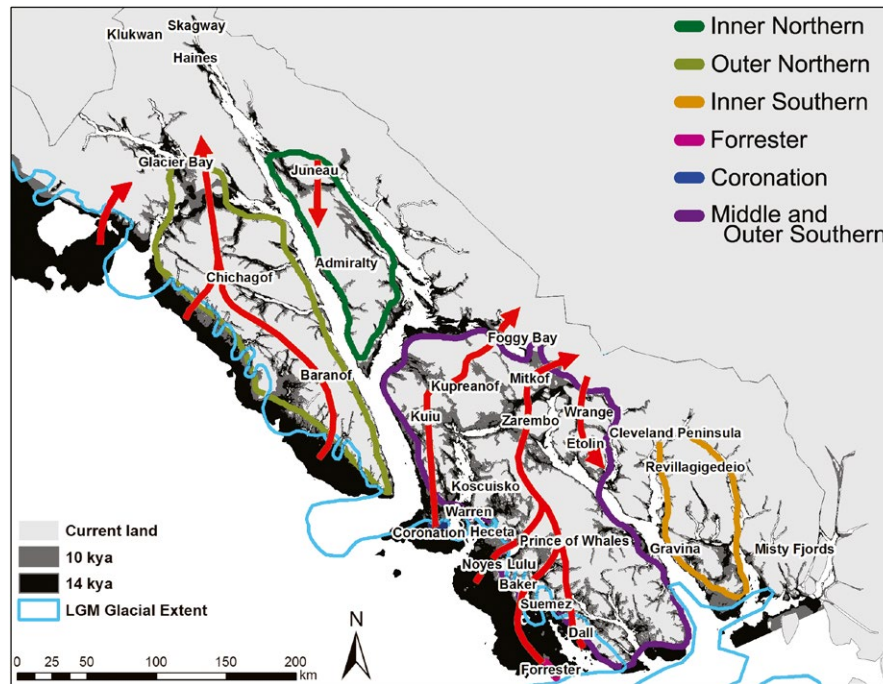 Skagway
Klukwan
Haines
Glacier Bay
Juneau
Chichagof
Admiralty
Baranof
Foggy Bay
Kupreanof
Mitkof
Kuiu
Wrange
Zarembo
Etolin
Cleveland Peninsula
Revillagigedeio
Koscuisko
Warren
Coronation Heceta
Prince of Whales
Gravina
Misty Fjords
Noyes Lulu
Baker
Suemez
Dall
Forrester
Inner Northern
Outer Northern
Inner Southern
Forrester
Coronation
Middle and
Outer Southern
Current land
10 kya
14 kya
LGM Glacial Extent
N
0 25 50 100 150 200
km